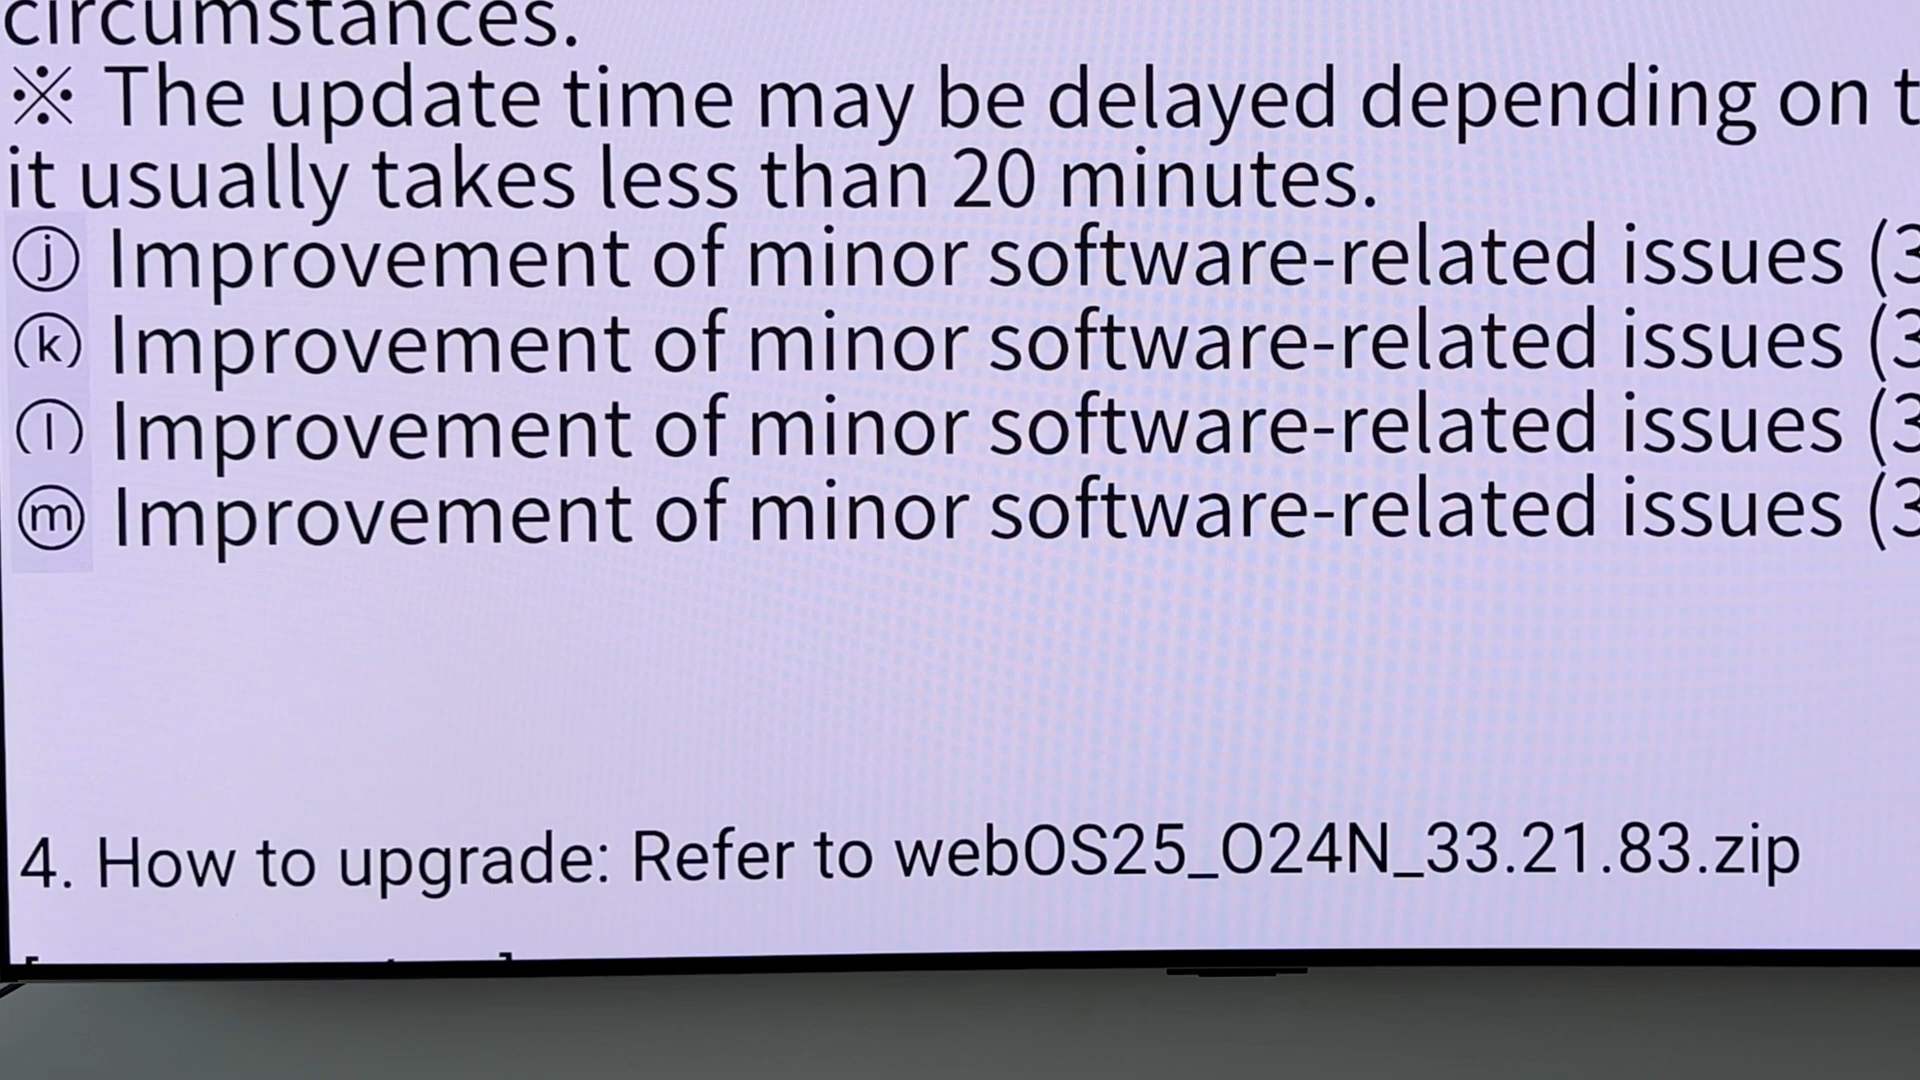 circumstances.
※ The update time may be delayed depending on
it usually takes less than 20 minutes.
ⓙ Improvement of minor software-related issues (3
ⓚ Improvement of minor software-related issues (3
ⓛ Improvement of minor software-related issues (3
ⓜ Improvement of minor software-related issues (3
4. How to upgrade: Refer to webOS25_O24N_33.21.83.zip